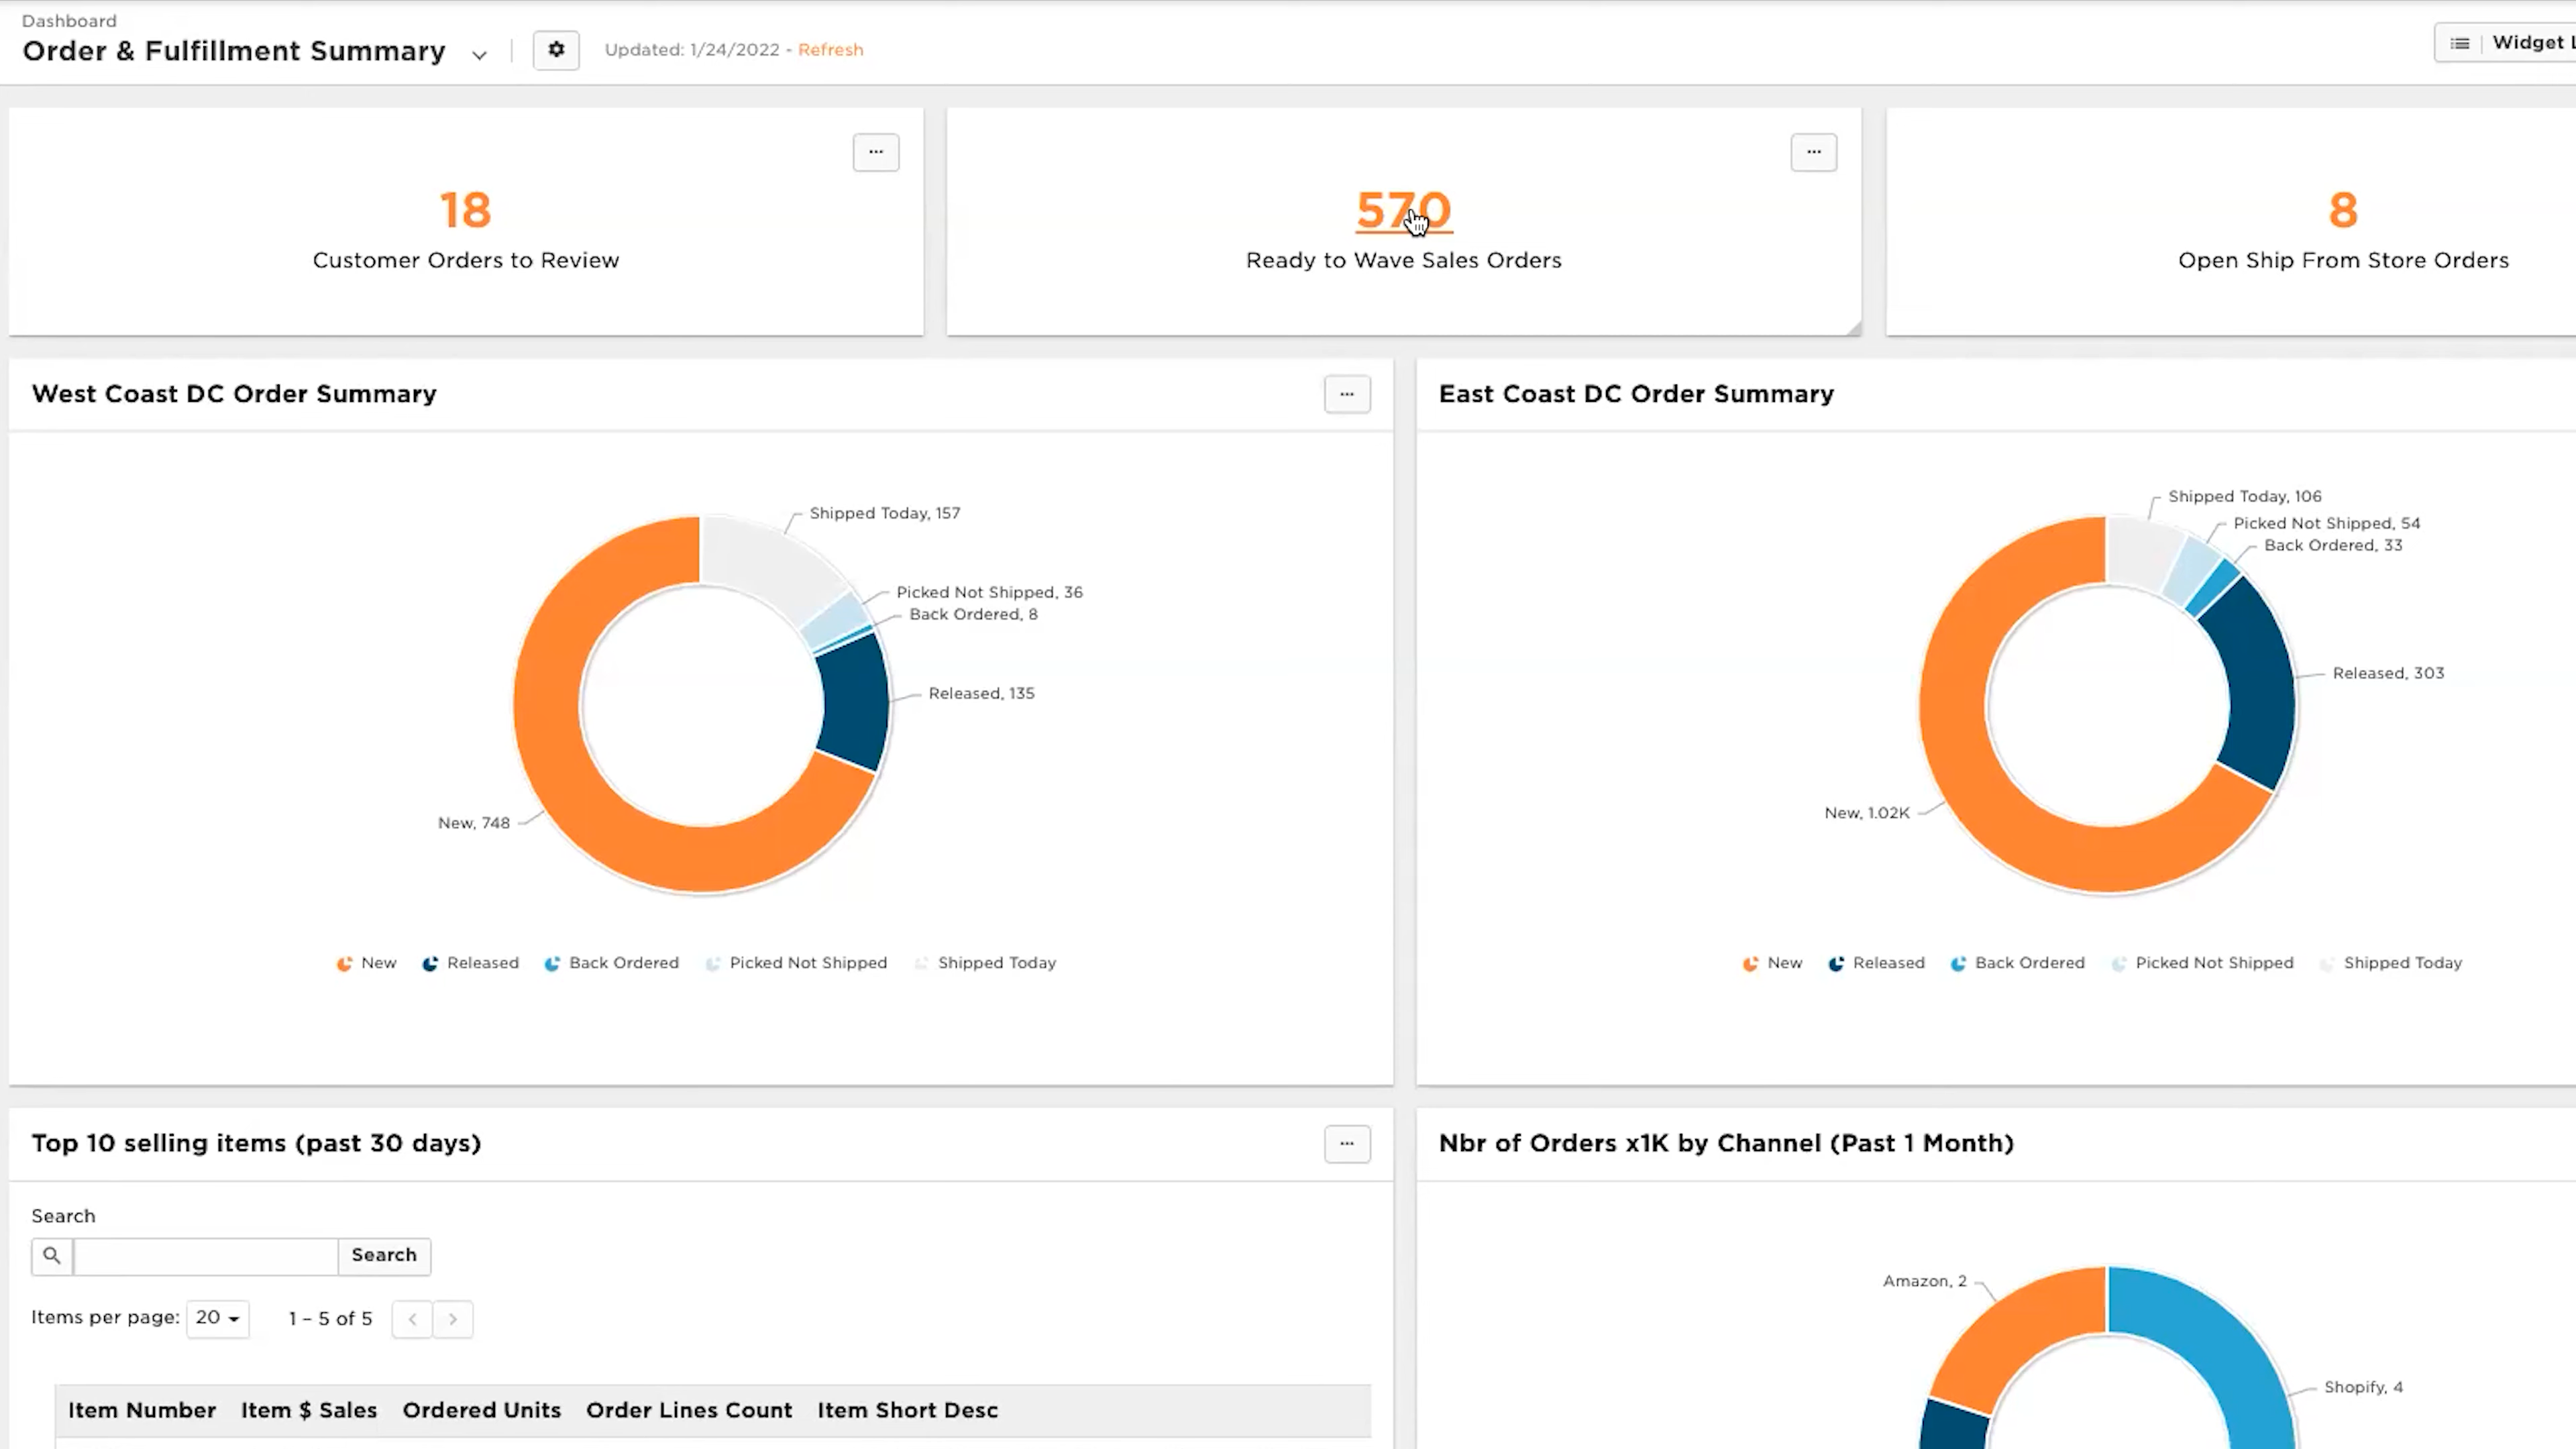 Dashboard
Order & Fulfillment Summary
Updated: 1/24/2022 - Refresh
Widget
18
Customer Orders to Review
570
Ready to Wave Sales Orders
8
Open Ship From Store Orders
West Coast DC Order Summary
Shipped Today, 157
Picked Not Shipped, 36
Back Ordered, 8
Released, 135
New, 748
New Released Back Ordered Picked Not Shipped Shipped Today
East Coast DC Order Summary
Shipped Today, 106
Picked Not Shipped, 54
Back Ordered, 33
Released, 303
New, 1.02K
New Released Back Ordered Picked Not Shipped Shipped Today
Top 10 selling items (past 30 days)
Search
Search
Items per page: 20 1 – 5 of 5
Item Number Item $ Sales Ordered Units Order Lines Count Item Short Desc
Nbr of Orders x1K by Channel (Past 1 Month)
Amazon, 2
Shopify, 4